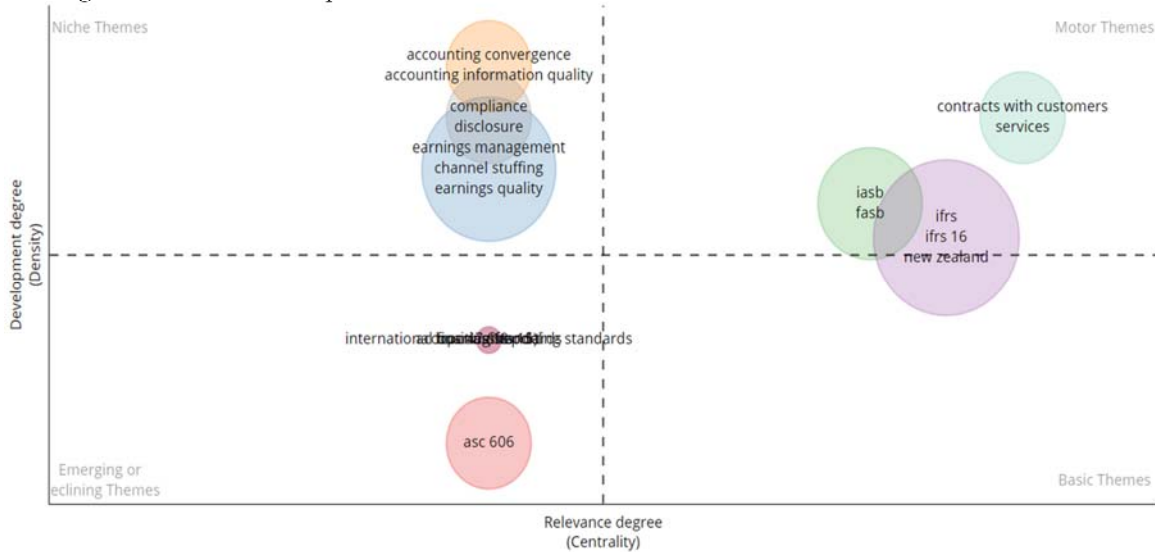 Niche Themes
Motor Themes
accounting convergence
accounting information quality
compliance
disclosure
earnings management
channel stuffing
earnings quality
contracts with customers
services
iasb
fasb
ifrs
ifrs 16
new zealand
Development degree
(Density)
international standards
asc 606
Emerging or
eclining Themes
Basic Themes
Relevance degree
(Centrality)